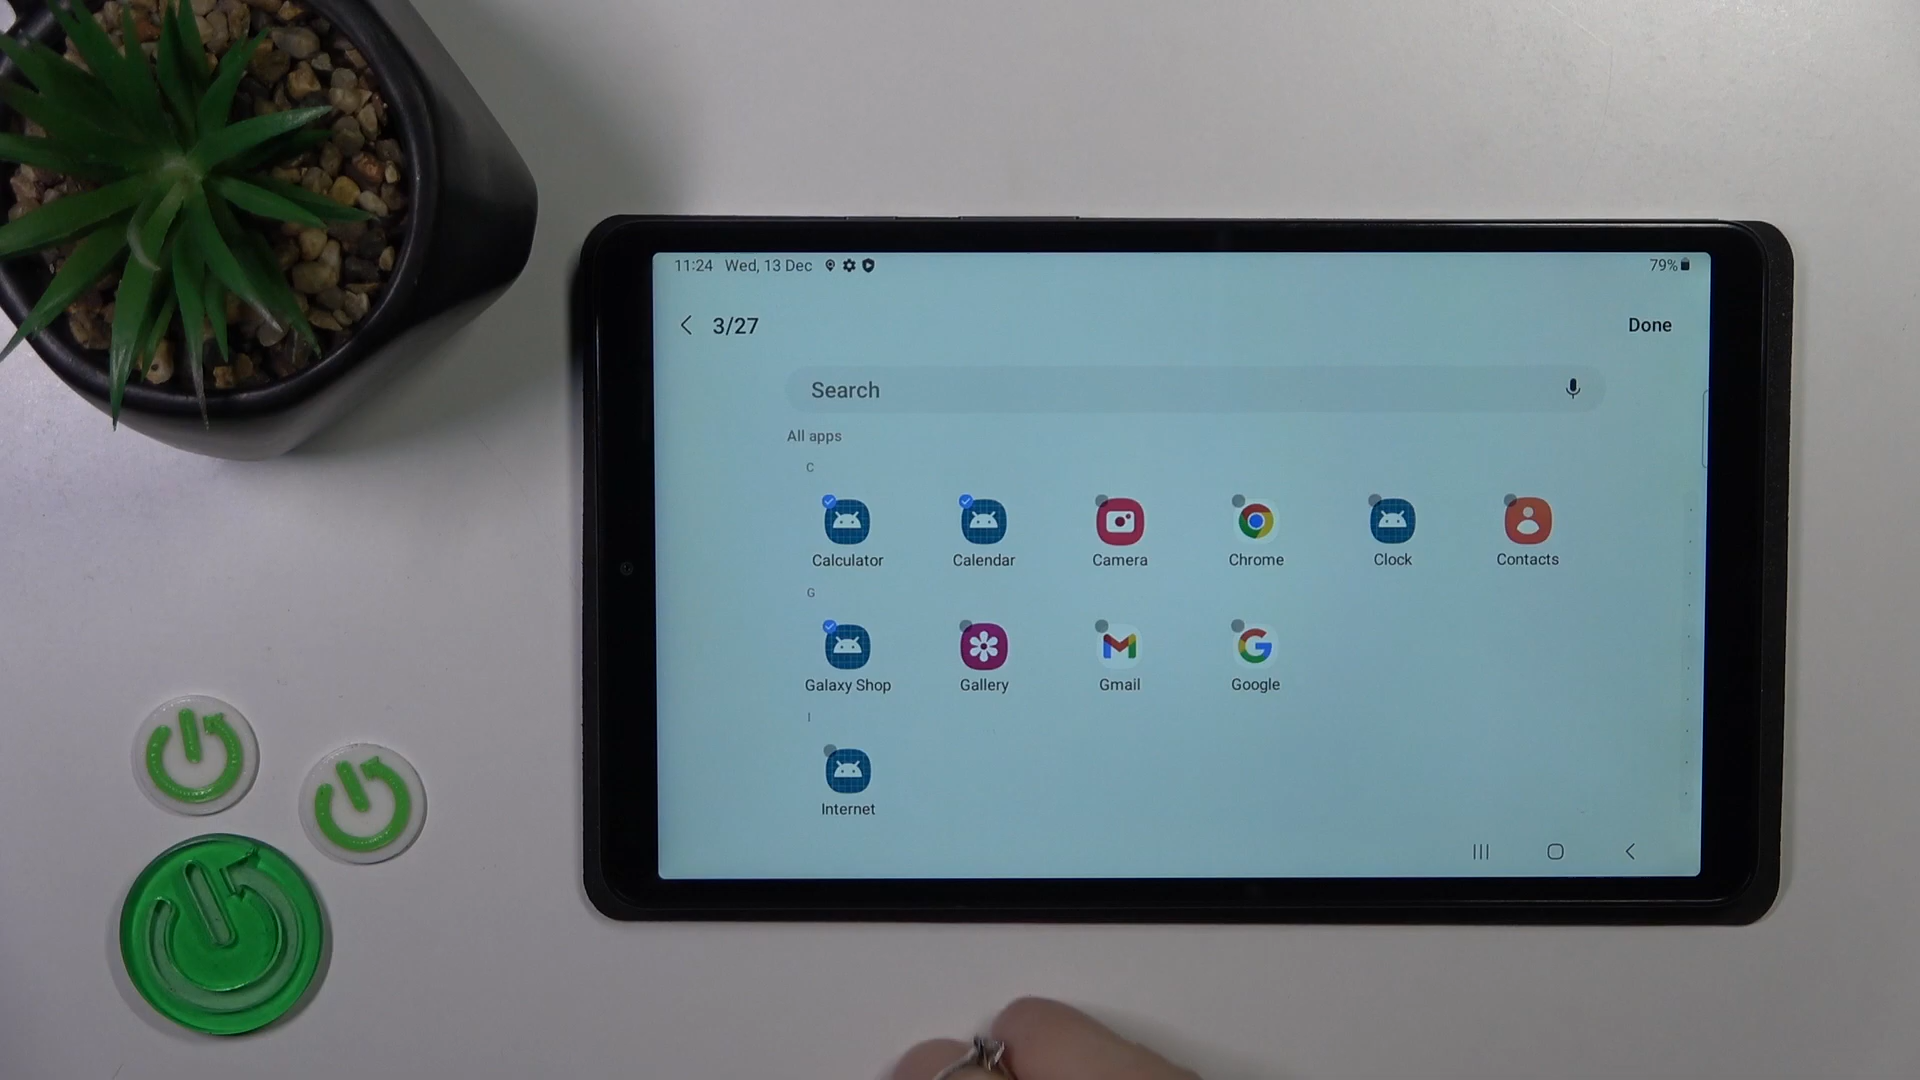 11:24 Wed, 13 Dec
79%
3/27
Done
Search
All apps
C
Calculator
Calendar
Camera
Chrome
Clock
Contacts
G
Galaxy Shop
Gallery
Gmail
Google
I
Internet